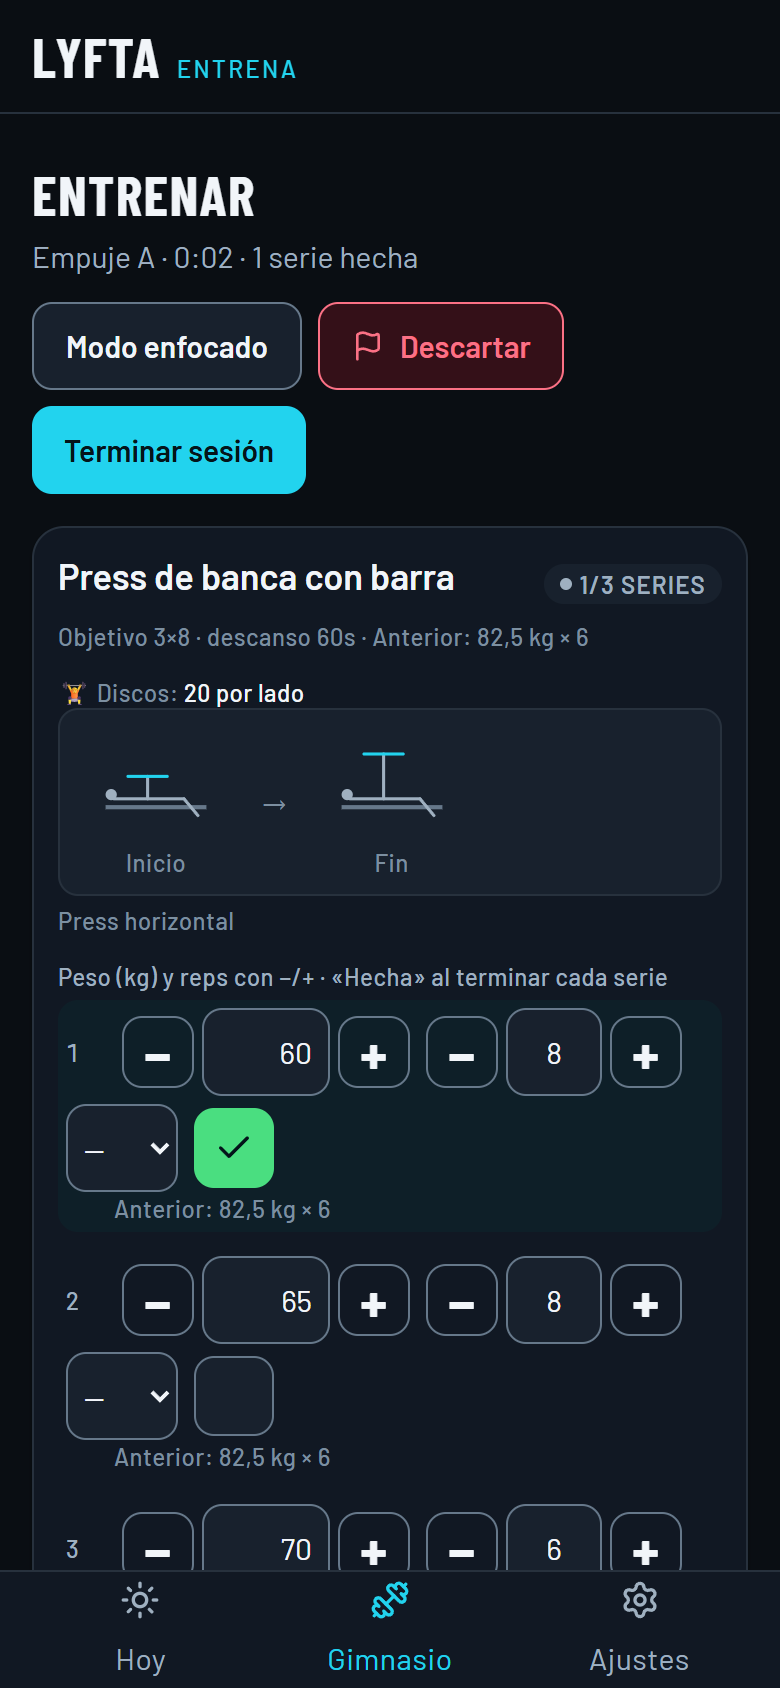 LYFTA ENTRENA
ENTRENAR
Empuje A · 0:02 · 1 serie hecha
Modo enfocado
Descartar
Terminar sesión
Press de banca con barra
1/3 SERIES
Objetivo 3×8 · descanso 60s · Anterior: 82,5 kg × 6
🏋️ Discos: 20 por lado
→
Inicio
Fin
Press horizontal
Peso (kg) y reps con −/+ · «Hecha» al terminar cada serie
1 − 60 + − 8 +
— ✓
Anterior: 82,5 kg × 6
2 − 65 + − 8 +
—
Anterior: 82,5 kg × 6
3 − 70 + − 6 +
Hoy
Gimnasio
Ajustes